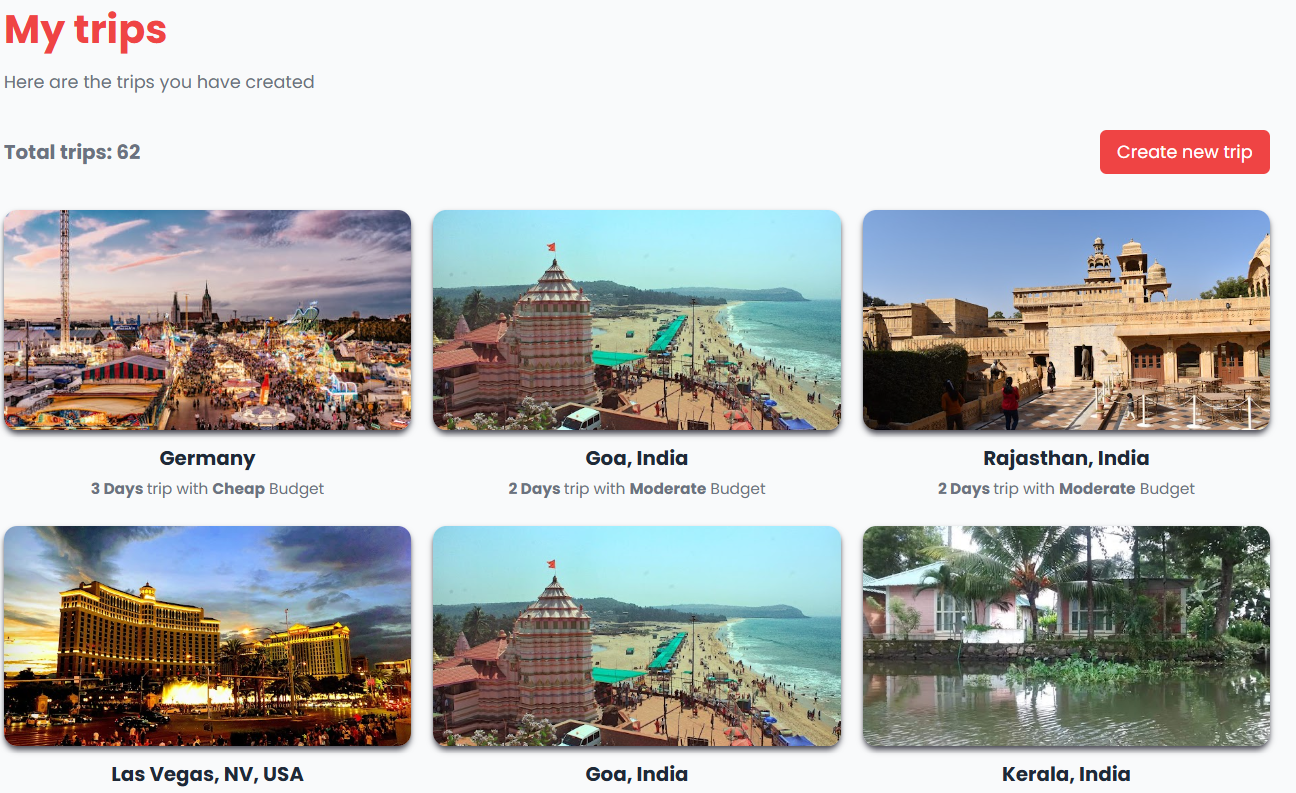 My trips
Here are the trips you have created
Total trips: 62
Create new trip
Germany
3 Days trip with Cheap Budget
Goa, India
2 Days trip with Moderate Budget
Rajasthan, India
2 Days trip with Moderate Budget
Las Vegas, NV, USA
Goa, India
Kerala, India